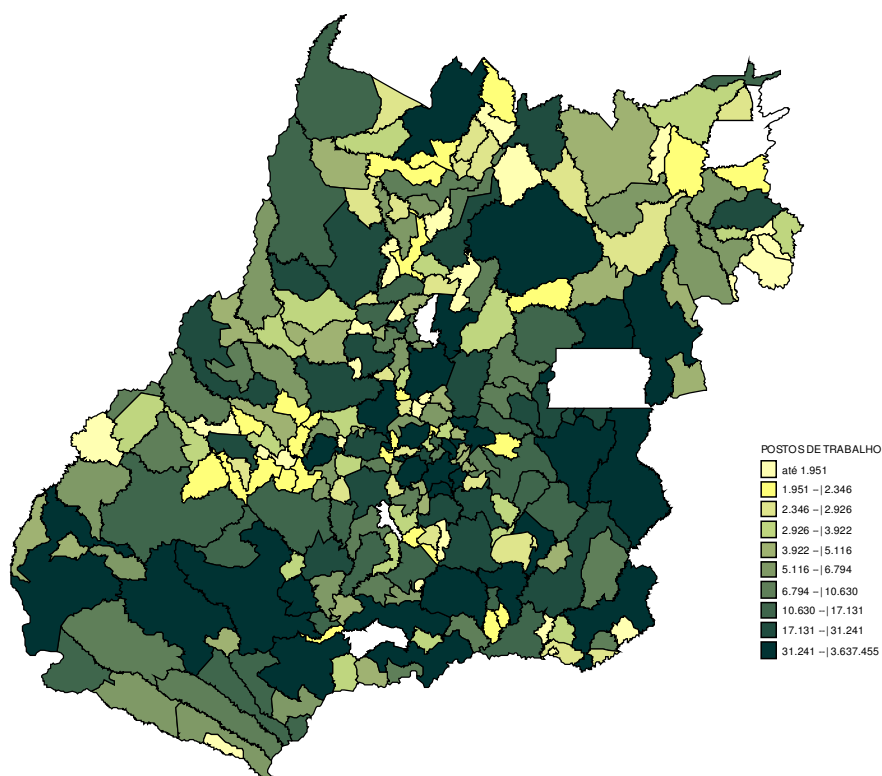 POSTOS DE TRABALHO
até 1.951
1.951 –| 2.346
2.346 –| 2.926
2.926 –| 3.922
3.922 –| 5.116
5.116 –| 6.794
6.794 –| 10.630
10.630 –| 17.131
17.131 –| 31.241
31.241 –| 3.637.455